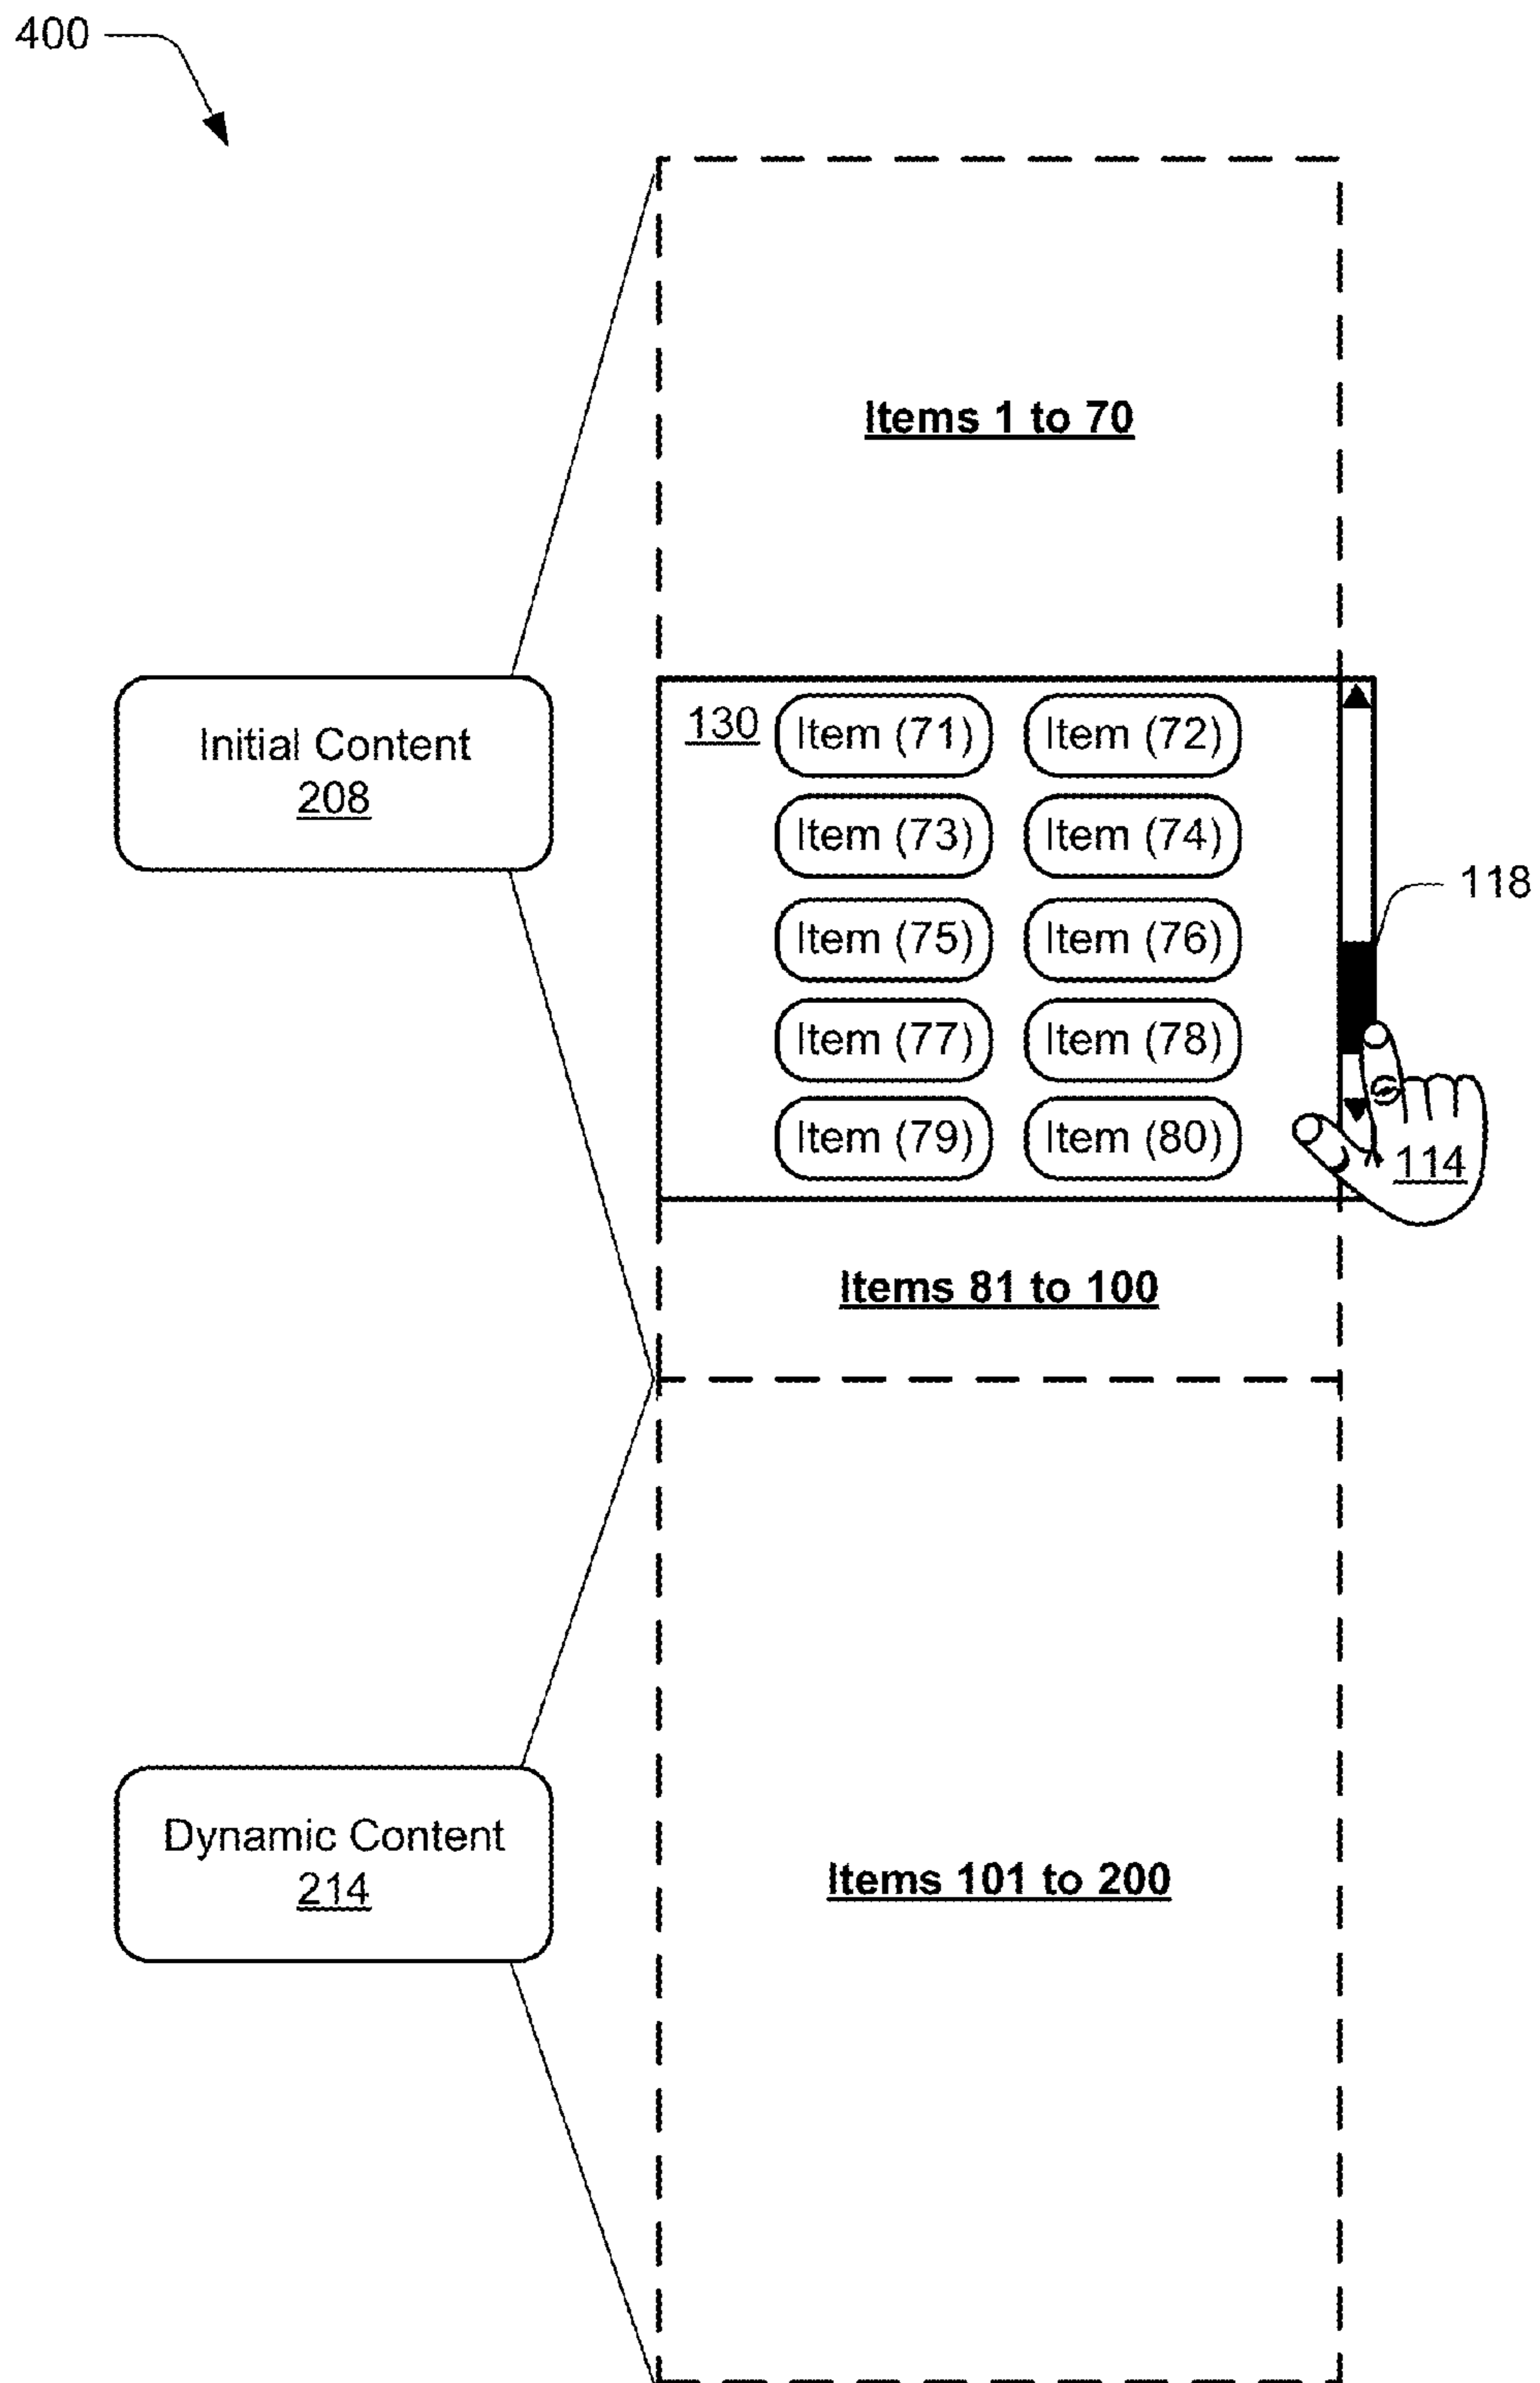 400
Items 1 to 70
Initial Content
208
130
Item (71)
Item (72)
Item (73)
Item (74)
118
Item (75)
Item (76)
Item (77)
Item (78)
Item (79)
Item (80)
114
Items 81 to 100
Dynamic Content
214
Items 101 to 200